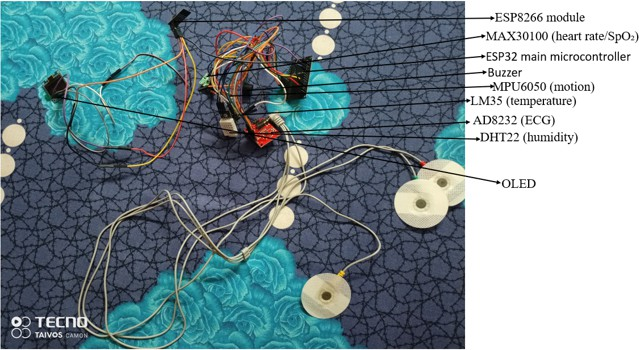 ESP8266 module
MAX30100 (heart rate/SpO₂)
ESP32 main microcontroller
Buzzer
MPU6050 (motion)
LM35 (temperature)
AD8232 (ECG)
DHT22 (humidity)
OLED
TECNO
TAIVOS CAMON